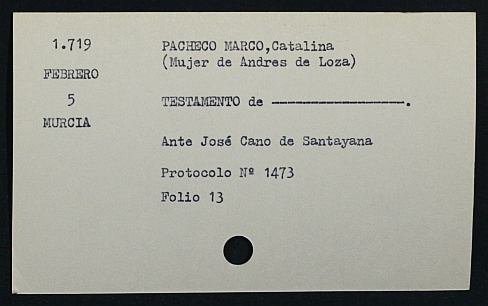 1.719
FEBRERO
5
MURCIA
PACHECO MARCO,Catalina
(Mujer de Andres de Loza)
TESTAMENTO de -------------------.
Ante José Cano de Santayana
Protocolo Nº 1473
Folio 13